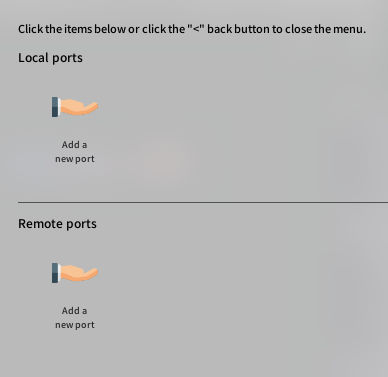 Click the items below or click the "<" back button to close the menu.
Local ports
Add a
new port
Remote ports
Add a
new port